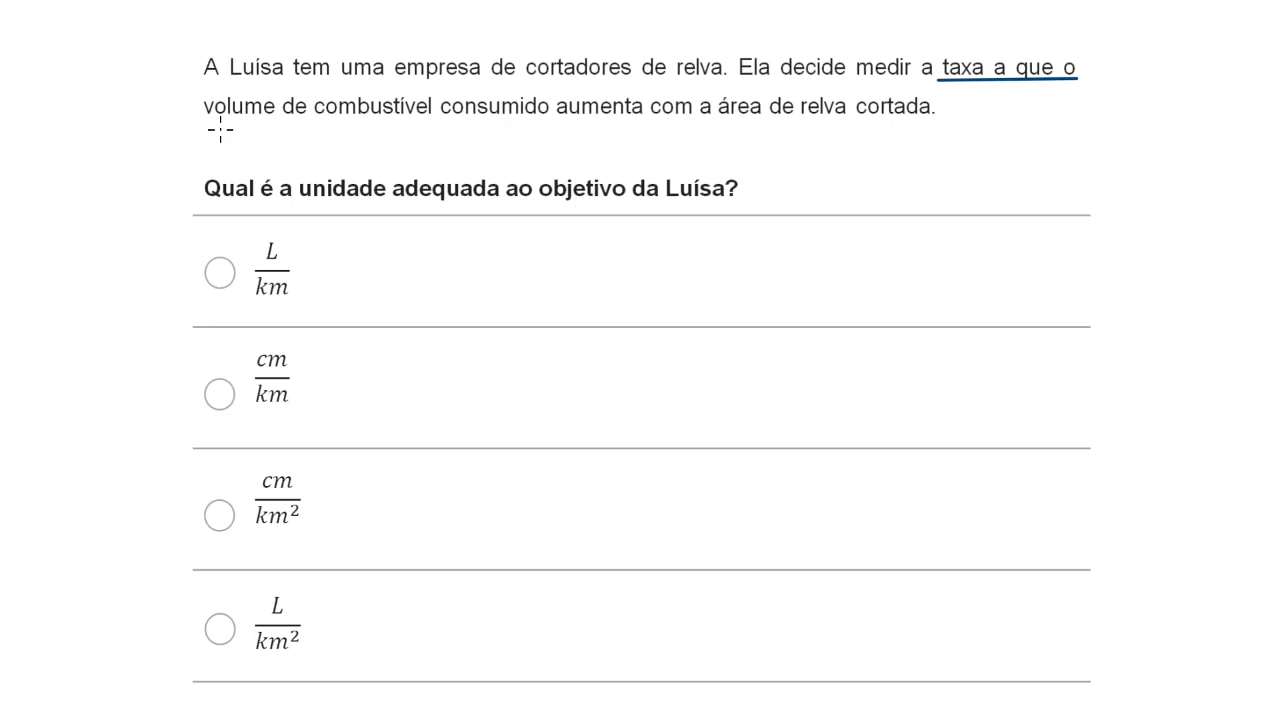 A Luísa tem uma empresa de cortadores de relva. Ela decide medir a taxa a que o
volume de combustível consumido aumenta com a área de relva cortada.
Qual é a unidade adequada ao objetivo da Luísa?
L
km
cm
km
cm
km²
L
km²